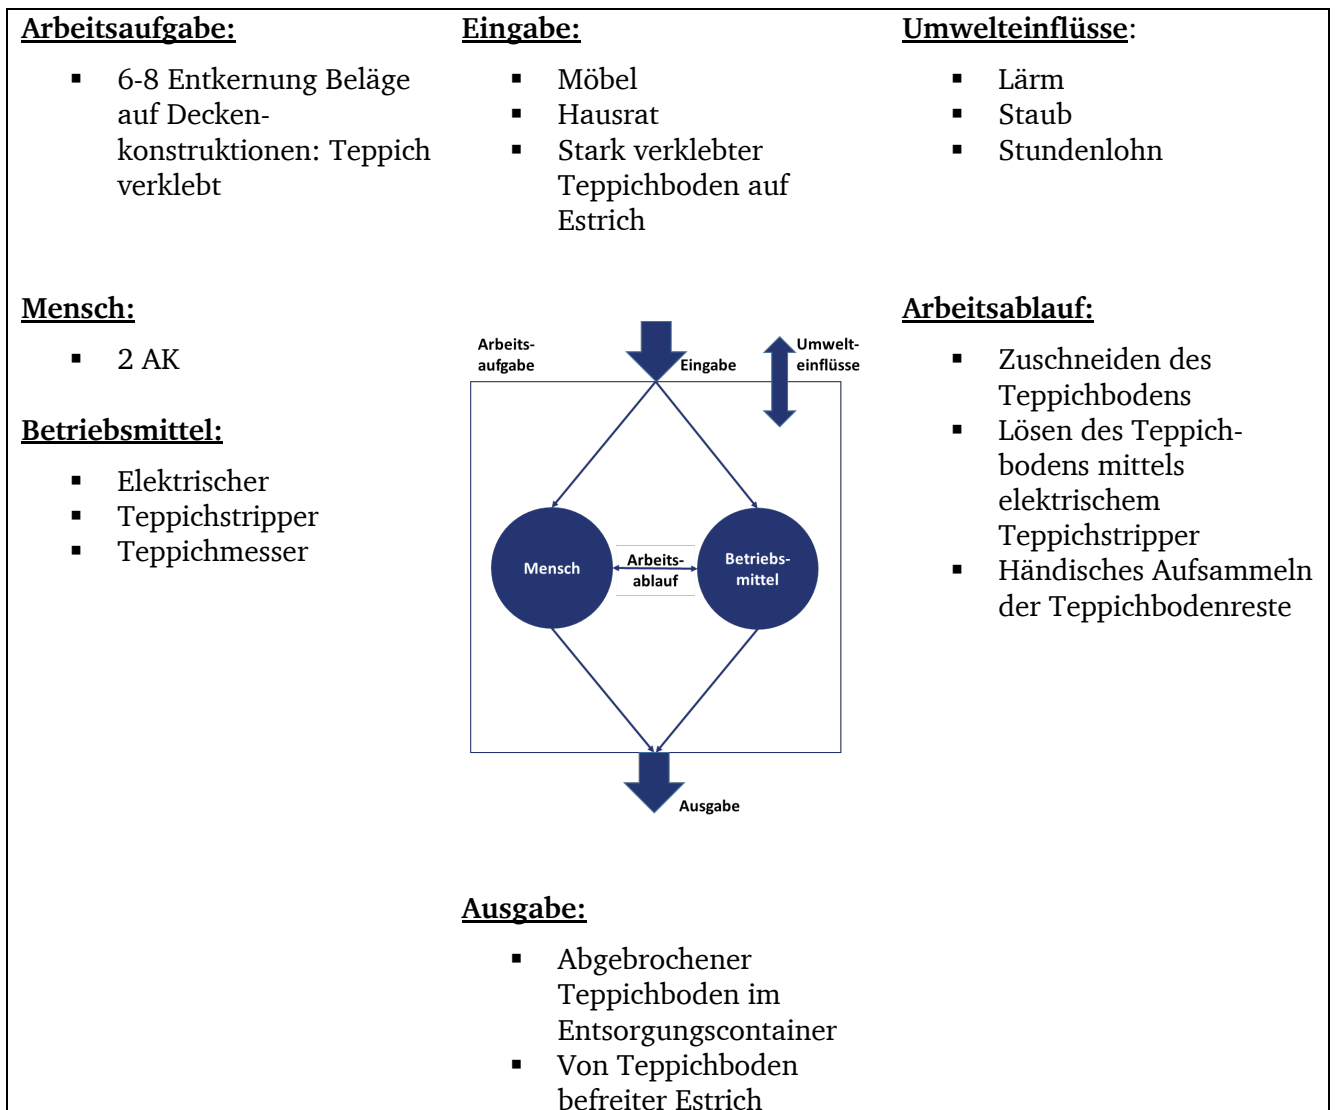 Arbeitsaufgabe:
▪ 6-8 Entkernung Beläge
auf Decken-
konstruktionen: Teppich
verklebt
Eingabe:
▪ Möbel
▪ Hausrat
▪ Stark verklebter
Teppichboden auf
Estrich
Umwelteinflüsse:
▪ Lärm
▪ Staub
▪ Stundenlohn
Mensch:
▪ 2 AK
Betriebsmittel:
▪ Elektrischer
▪ Teppichstripper
▪ Teppichmesser
Arbeits-
aufgabe
Eingabe
Umwelt-
einflüsse
Mensch
Arbeits-
ablauf
Betriebs-
mittel
Ausgabe
Arbeitsablauf:
▪ Zuschneiden des
Teppichbodens
▪ Lösen des Teppich-
bodens mittels
elektrischem
Teppichstripper
▪ Händisches Aufsammeln
der Teppichbodenreste
Ausgabe:
▪ Abgebrochener
Teppichboden im
Entsorgungscontainer
▪ Von Teppichboden
befreiter Estrich